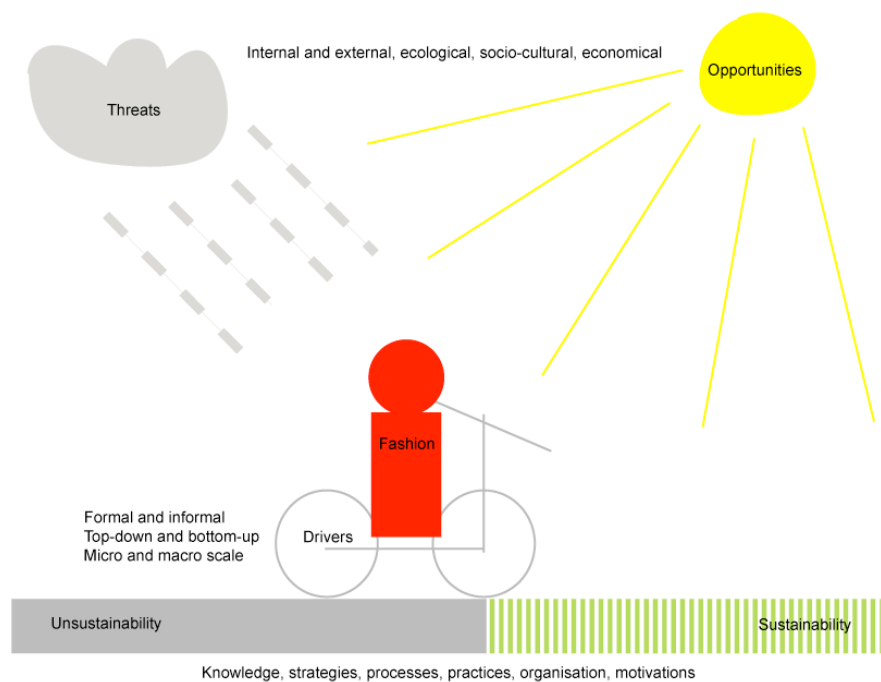 Internal and external, ecological, socio-cultural, economical
Opportunities
Threats
Fashion
Formal and informal
Top-down and bottom-up
Micro and macro scale
Drivers
Unsustainability
Sustainability
Knowledge, strategies, processes, practices, organisation, motivations